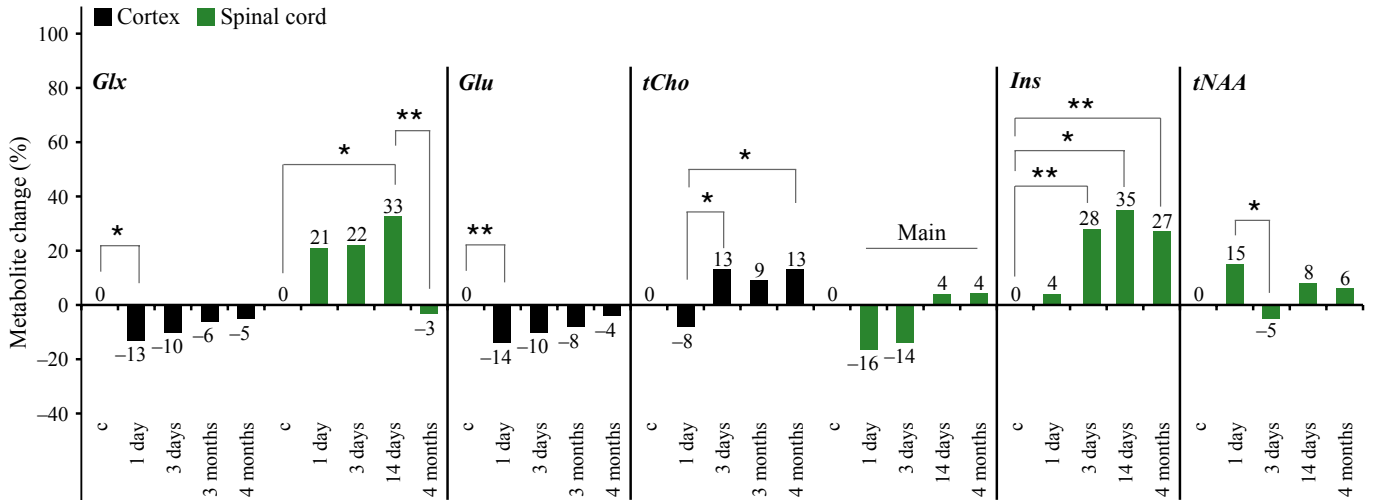 Cortex Spinal cord
Metabolite change (%)
100
80
60
40
20
0
–20
–40
Glx
*
0
–13
–10
–6
–5
*
**
0
21
22
33
–3
c
1 day
3 days
3 months
4 months
c
1 day
3 days
14 days
4 months
Glu
**
0
–14
–10
–8
–4
c
1 day
3 days
3 months
4 months
tCho
*
*
0
–8
13
9
13
Main
0
–16
–14
4
4
c
1 day
3 days
3 months
4 months
c
1 day
3 days
14 days
4 months
Ins
**
*
**
0
4
28
35
27
c
1 day
3 days
14 days
4 months
tNAA
*
0
15
–5
8
6
c
1 day
3 days
14 days
4 months